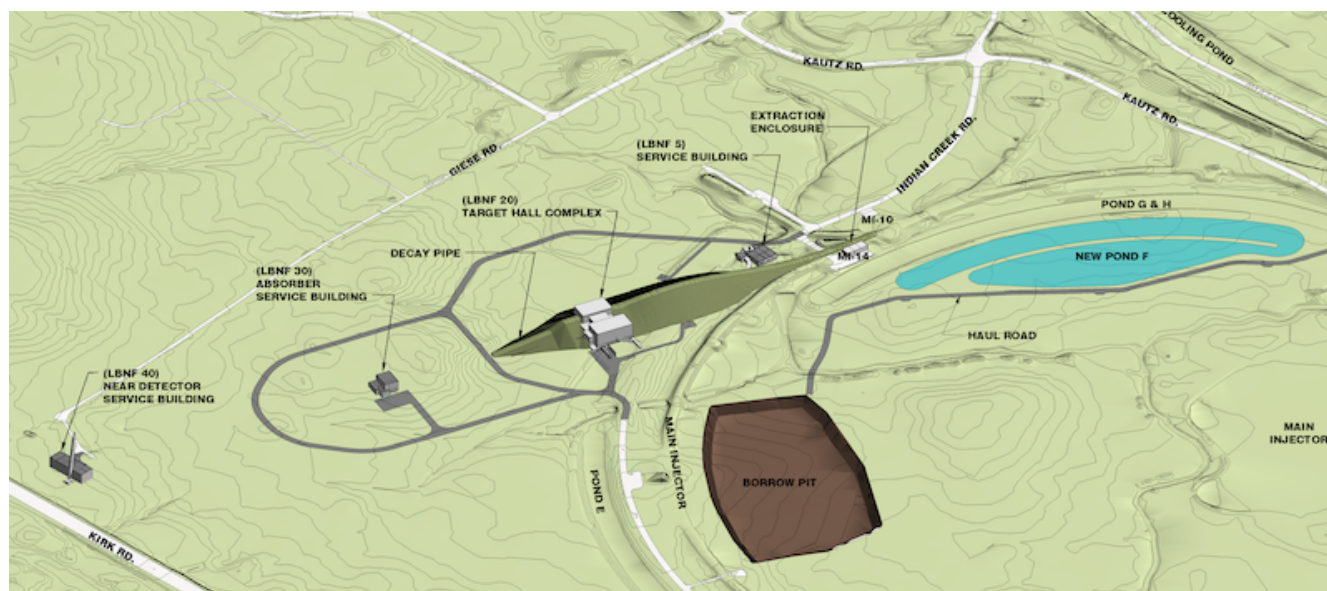 COOLING POND
KAUTZ RD.
KAUTZ RD.
EXTRACTION
ENCLOSURE
(LBNF 5)
SERVICE BUILDING
INDIAN CREEK RD.
GIESE RD.
(LBNF 20)
TARGET HALL COMPLEX
POND G & H
MI-10
DECAY PIPE
MI-14
NEW POND F
(LBNF 30)
ABSORBER
SERVICE BUILDING
HAUL ROAD
(LBNF 40)
NEAR DETECTOR
SERVICE BUILDING
MAIN
INJECTOR
MAIN INJECTOR
POND E
BORROW PIT
KIRK RD.